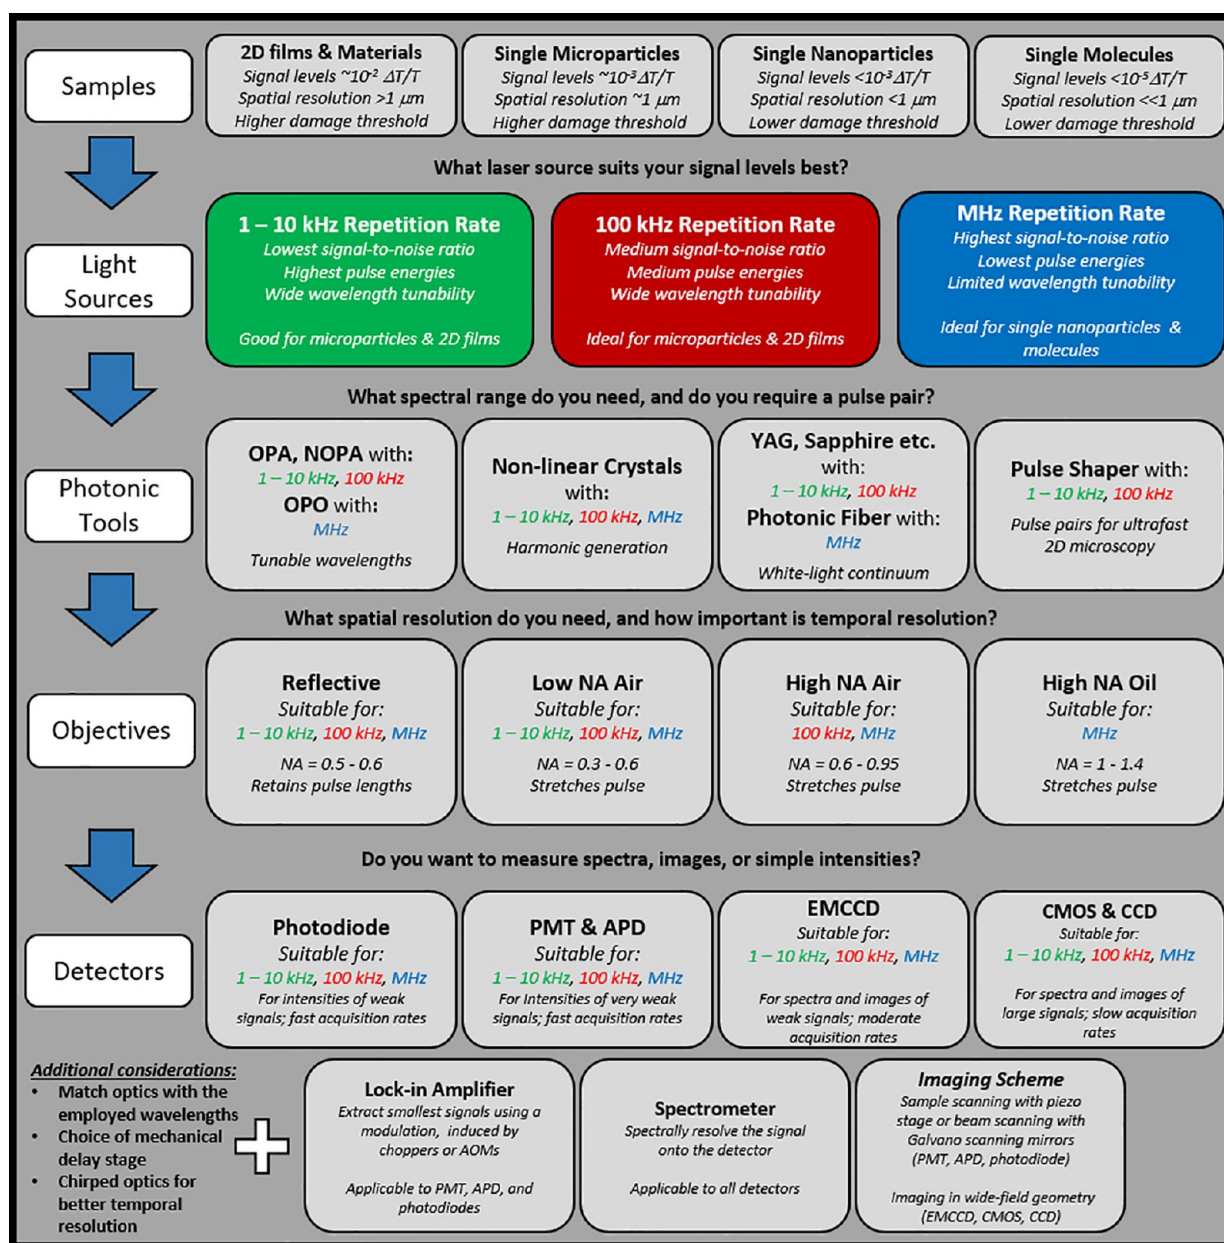 Samples
2D films & Materials
Signal levels ~10⁻² ΔT/T
Spatial resolution >1 μm
Higher damage threshold
Single Microparticles
Signal levels ~10⁻³ ΔT/T
Spatial resolution ~1 μm
Higher damage threshold
Single Nanoparticles
Signal levels <10⁻³ ΔT/T
Spatial resolution <1 μm
Lower damage threshold
Single Molecules
Signal levels <10⁻⁵ ΔT/T
Spatial resolution <<1 μm
Lower damage threshold
What laser source suits your signal levels best?
Light
Sources
1 – 10 kHz Repetition Rate
Lowest signal-to-noise ratio
Highest pulse energies
Wide wavelength tunability
Good for microparticles & 2D films
100 kHz Repetition Rate
Medium signal-to-noise ratio
Medium pulse energies
Wide wavelength tunability
Ideal for microparticles & 2D films
MHz Repetition Rate
Highest signal-to-noise ratio
Lowest pulse energies
Limited wavelength tunability
Ideal for single nanoparticles &
molecules
What spectral range do you need, and do you require a pulse pair?
Photonic
Tools
OPA, NOPA with:
1 – 10 kHz, 100 kHz
OPO with:
MHz
Tunable wavelengths
Non-linear Crystals
with:
1 – 10 kHz, 100 kHz, MHz
Harmonic generation
YAG, Sapphire etc.
with:
1 – 10 kHz, 100 kHz
Photonic Fiber with:
MHz
White-light continuum
Pulse Shaper with:
1 – 10 kHz, 100 kHz
Pulse pairs for ultrafast
2D microscopy
What spatial resolution do you need, and how important is temporal resolution?
Objectives
Reflective
Suitable for:
1 – 10 kHz, 100 kHz, MHz
NA = 0.5 - 0.6
Retains pulse lengths
Low NA Air
Suitable for:
1 – 10 kHz, 100 kHz, MHz
NA = 0.3 - 0.6
Stretches pulse
High NA Air
Suitable for:
100 kHz, MHz
NA = 0.6 - 0.95
Stretches pulse
High NA Oil
Suitable for:
MHz
NA = 1 - 1.4
Stretches pulse
Do you want to measure spectra, images, or simple intensities?
Detectors
Photodiode
Suitable for:
1 – 10 kHz, 100 kHz, MHz
For intensities of weak
signals; fast acquisition rates
PMT & APD
Suitable for:
1 – 10 kHz, 100 kHz, MHz
For Intensities of very weak
signals; fast acquisition rates
EMCCD
Suitable for:
1 – 10 kHz, 100 kHz, MHz
For spectra and images of
weak signals; moderate
acquisition rates
CMOS & CCD
Suitable for:
1 – 10 kHz, 100 kHz, MHz
For spectra and images of
large signals; slow acquisition
rates
Additional considerations:
• Match optics with the
employed wavelengths
• Choice of mechanical
delay stage
• Chirped optics for
better temporal
resolution
Lock-in Amplifier
Extract smallest signals using a
modulation, induced by
choppers or AOMs
Applicable to PMT, APD, and
photodiodes
Spectrometer
Spectrally resolve the signal
onto the detector
Applicable to all detectors
Imaging Scheme
Sample scanning with piezo
stage or beam scanning with
Galvano scanning mirrors
(PMT, APD, photodiode)
Imaging in wide-field geometry
(EMCCD, CMOS, CCD)